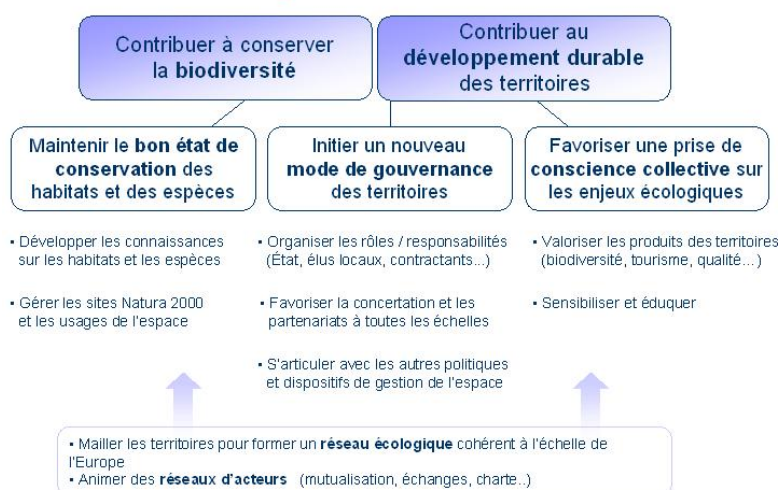 Contribuer à conserver
la biodiversité
Contribuer au
développement durable
des territoires
Maintenir le bon état de
conservation des
habitats et des espèces
Initier un nouveau
mode de gouvernance
des territoires
Favoriser une prise de
conscience collective sur
les enjeux écologiques
▪ Développer les connaissances
sur les habitats et les espèces
▪ Gérer les sites Natura 2000
et les usages de l'espace
▪ Organiser les rôles / responsabilités
(État, élus locaux, contractants...)
▪ Favoriser la concertation et les
partenariats à toutes les échelles
▪ S'articuler avec les autres politiques
et dispositifs de gestion de l'espace
▪ Valoriser les produits des territoires
(biodiversité, tourisme, qualité...)
▪ Sensibiliser et éduquer
▪ Mailler les territoires pour former un réseau écologique cohérent à l'échelle de
l'Europe
▪ Animer des réseaux d'acteurs (mutualisation, échanges, charte..)